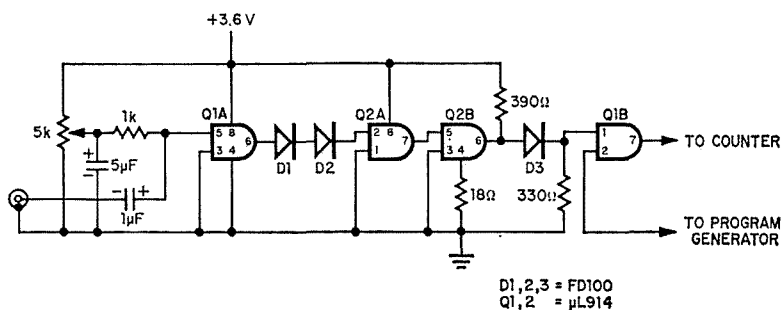 +3.6 V
5k
1k
5µF
1µF
+
−
−
+
Q1A
5 8
3 4
6
D1
D2
Q2A
2 8
1
7
Q2B
5
3 4
6
18Ω
390Ω
D3
330Ω
Q1B
1
2
7
TO COUNTER
TO PROGRAM
GENERATOR
D1,2,3 = FD100
Q1,2 = µL914